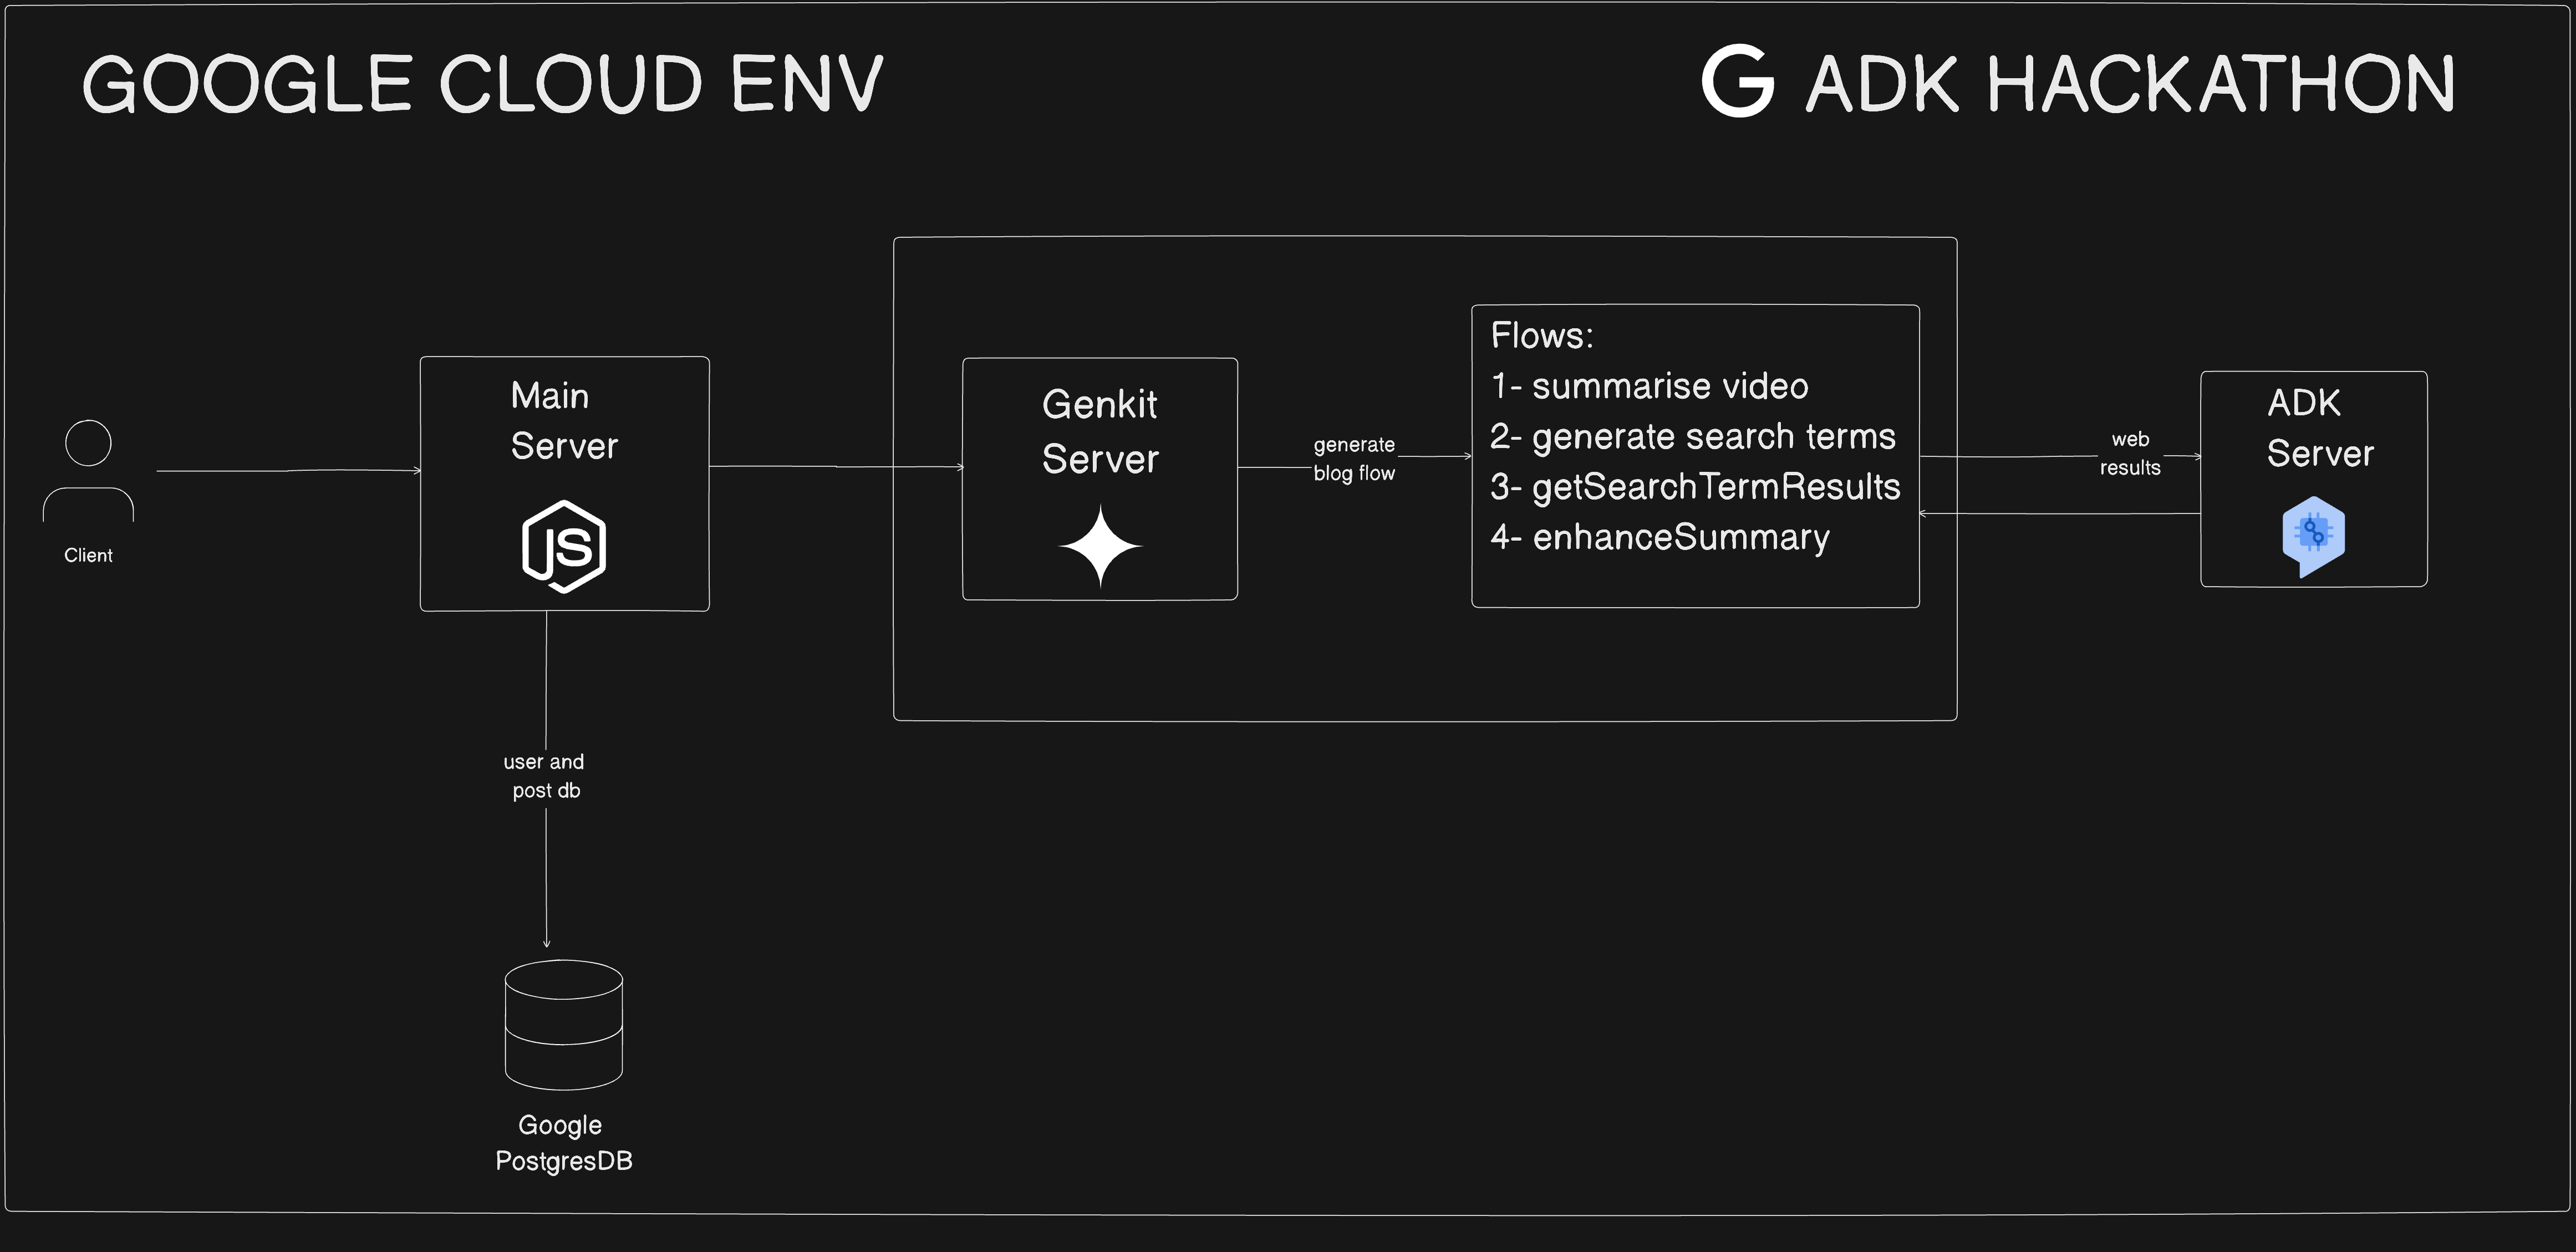 GOOGLE CLOUD ENV
G ADK HACKATHON
Client
Main
Server
JS
user and
post db
Google
PostgresDB
Genkit
Server
generate
blog flow
Flows:
1- summarise video
2- generate search terms
3- getSearchTermResults
4- enhanceSummary
web
results
ADK
Server